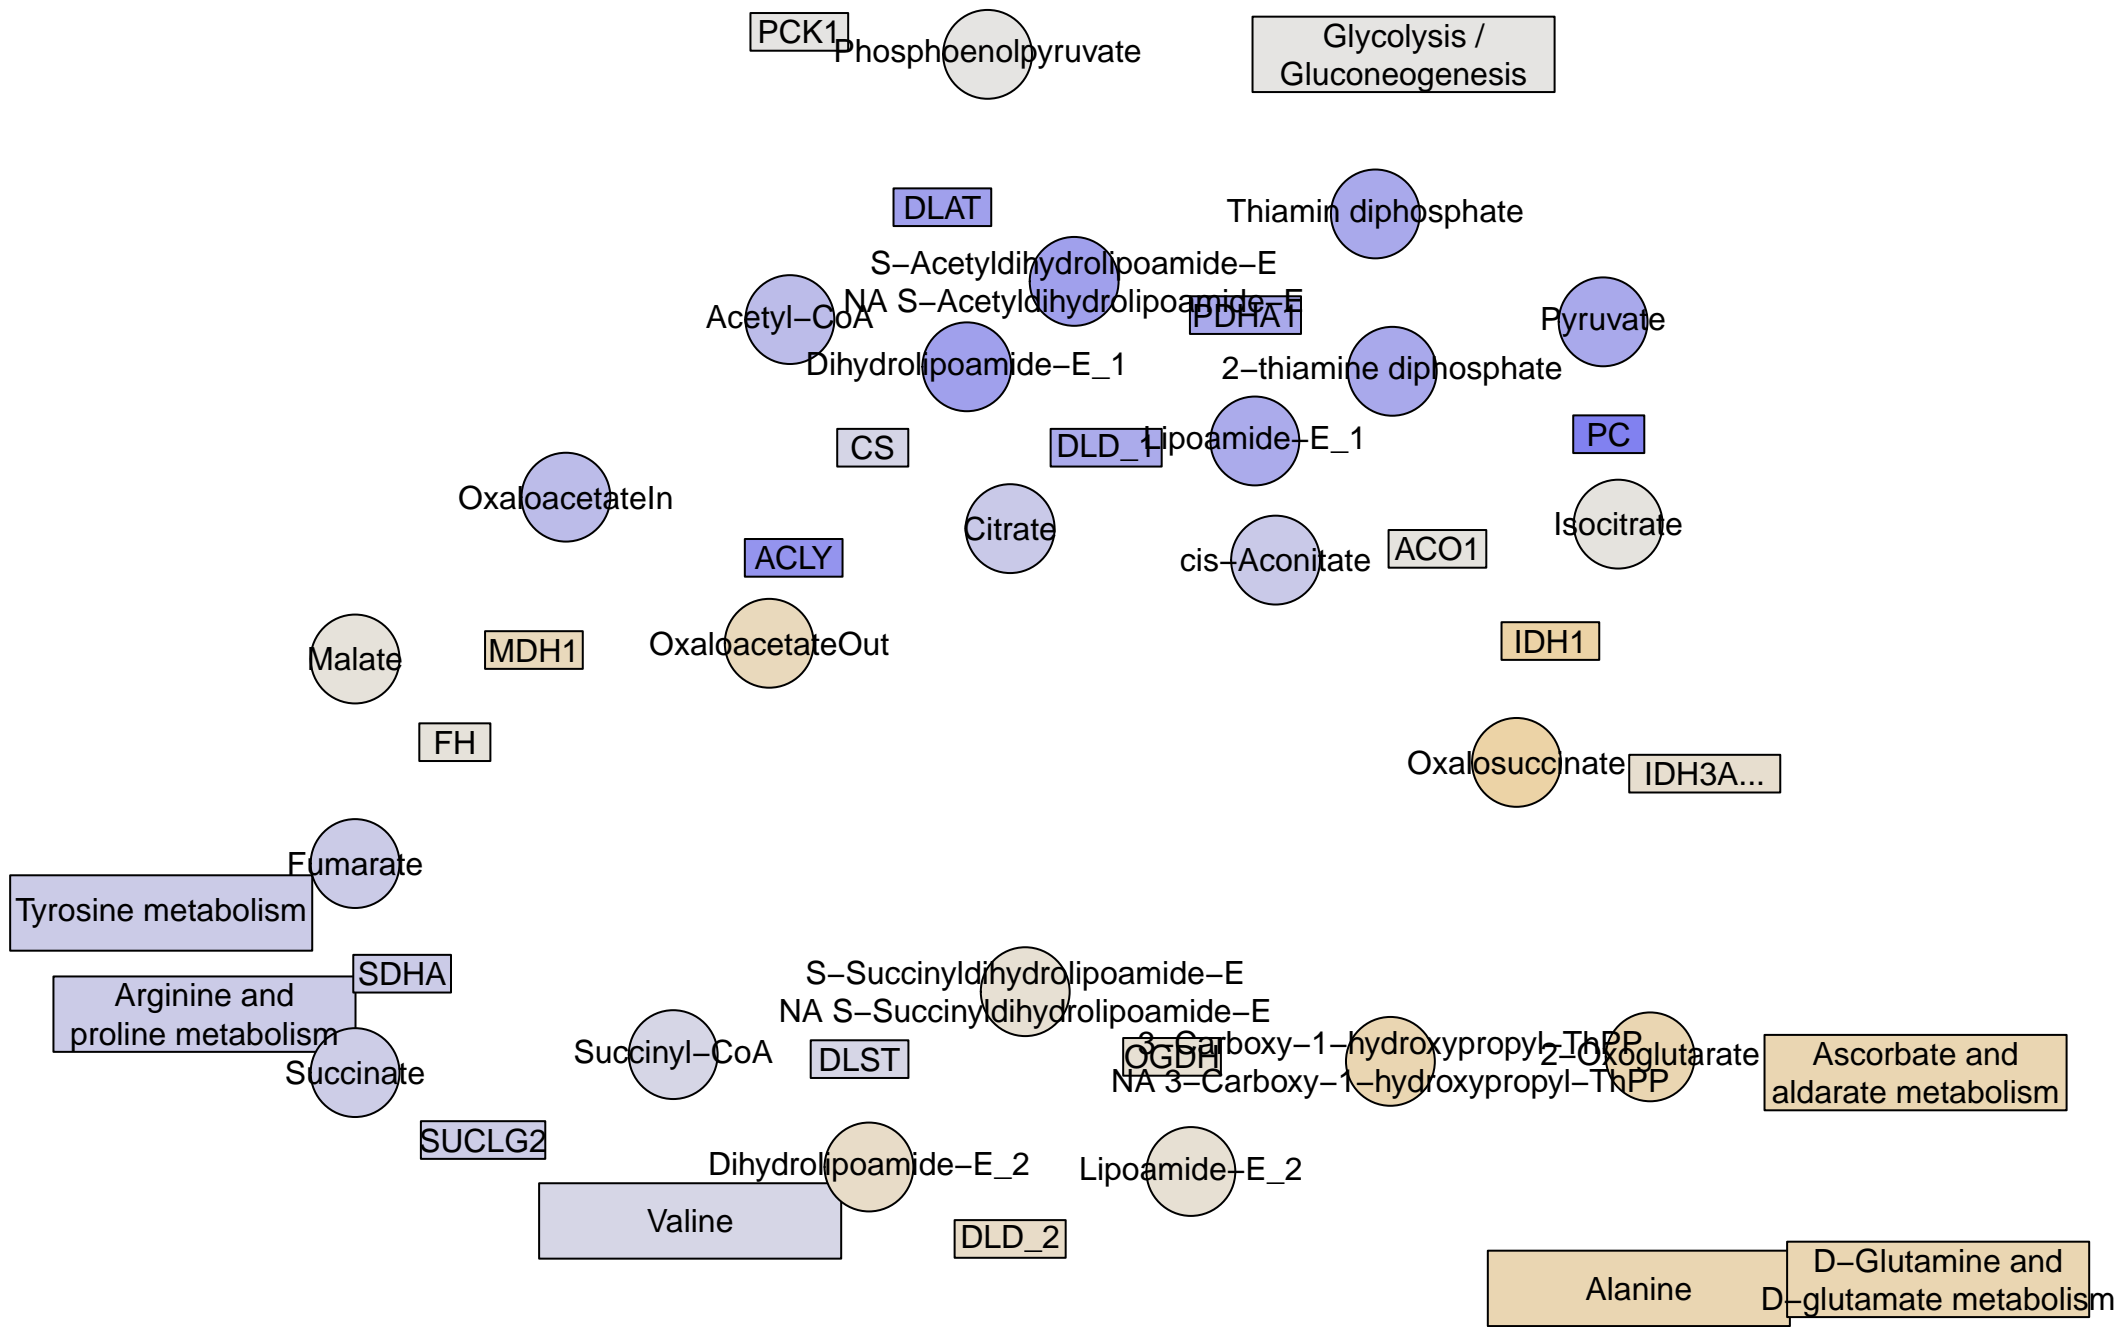 PCK1
Phosphoenolpyruvate
Glycolysis /
Gluconeogenesis
DLAT
Thiamin diphosphate
S−Acetyldihydrolipoamide−E
NA S−Acetyldihydrolipoamide−E
Acetyl−CoA
PDHA1
Pyruvate
Dihydrolipoamide−E_1
2−thiamine diphosphate
CS
DLD_1
Lipoamide−E_1
PC
OxaloacetateIn
Citrate
Isocitrate
ACLY
cis−Aconitate
ACO1
Malate
MDH1
OxaloacetateOut
IDH1
FH
Oxalosuccinate
IDH3A...
Fumarate
Tyrosine metabolism
SDHA
Arginine and
proline metabolism
S−Succinyldihydrolipoamide−E
NA S−Succinyldihydrolipoamide−E
Succinate
Succinyl−CoA
DLST
OGDH
3−Carboxy−1−hydroxypropyl−ThPP
NA 3−Carboxy−1−hydroxypropyl−ThPP
2−Oxoglutarate
Ascorbate and
aldarate metabolism
SUCLG2
Dihydrolipoamide−E_2
Lipoamide−E_2
Valine
DLD_2
Alanine
D−Glutamine and
D−glutamate metabolism